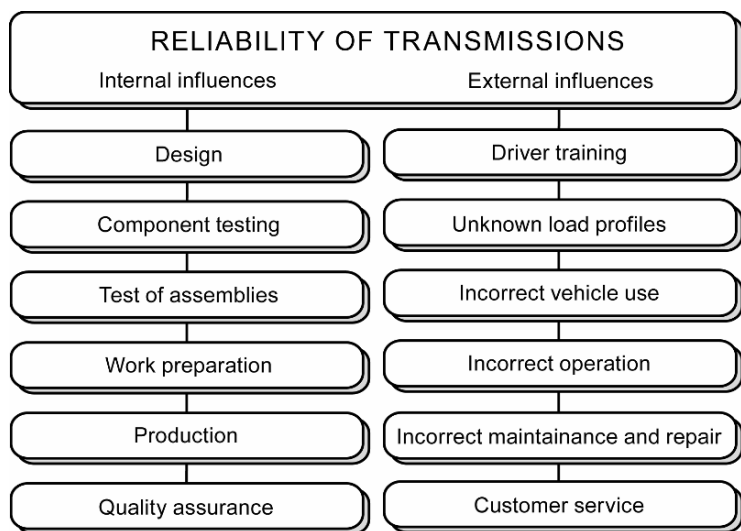 RELIABILITY OF TRANSMISSIONS
Internal influences
External influences
Design
Driver training
Component testing
Unknown load profiles
Test of assemblies
Incorrect vehicle use
Work preparation
Incorrect operation
Production
Incorrect maintainance and repair
Quality assurance
Customer service